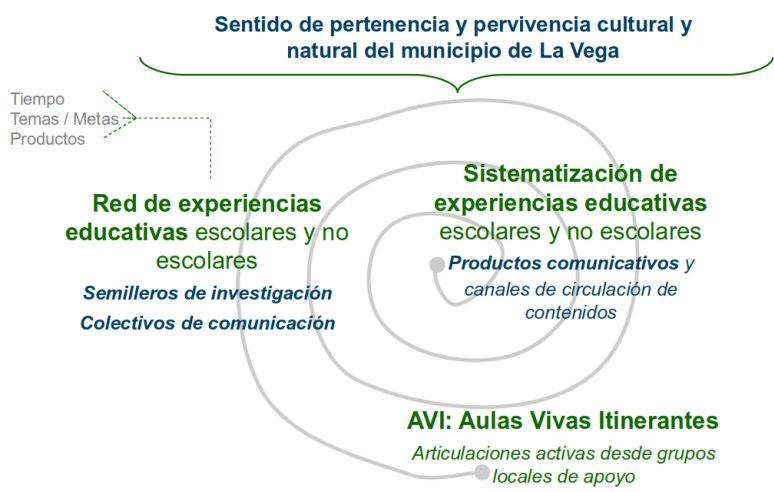 Sentido de pertenencia y pervivencia cultural y
natural del municipio de La Vega
Tiempo
Temas / Metas
Productos
Red de experiencias
educativas escolares y no
escolares
Semilleros de investigación
Colectivos de comunicación
Sistematización de
experiencias educativas
escolares y no escolares
Productos comunicativos y
canales de circulación de
contenidos
AVI: Aulas Vivas Itinerantes
Articulaciones activas desde grupos
locales de apoyo